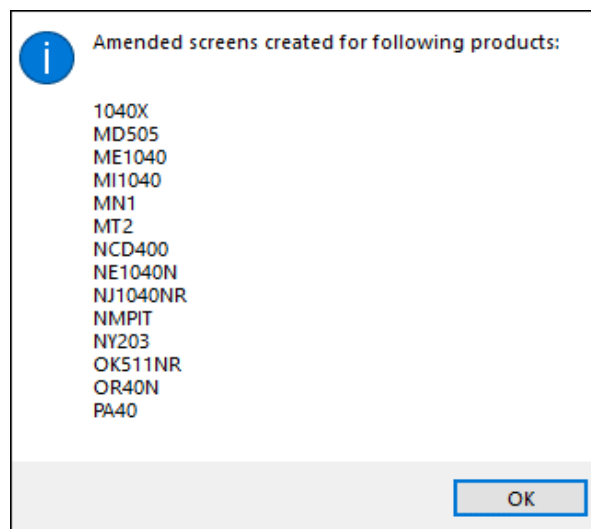 Amended screens created for following products:
1040X
MD505
ME1040
MI1040
MN1
MT2
NCD400
NE1040N
NJ1040NR
NMPIT
NY203
OK511NR
OR40N
PA40
OK